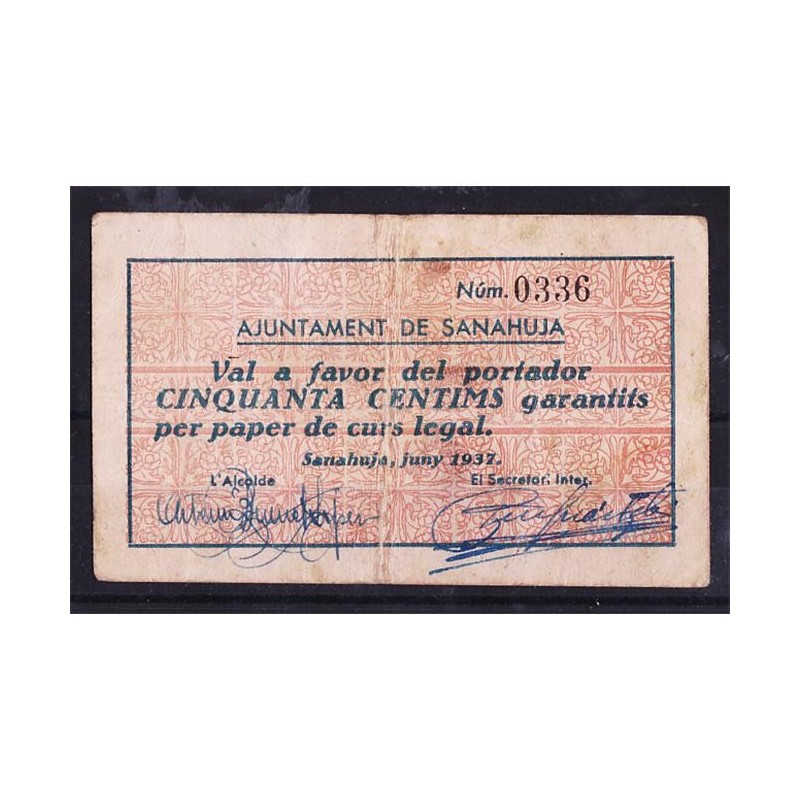 Núm. 0336
AJUNTAMENT DE SANAHUJA
Val a favor del portador
CINQUANTA CENTIMS garantits
per paper de curs legal.
Sanahuja, juny 1937.
L'Alcalde El Secretari Inter.